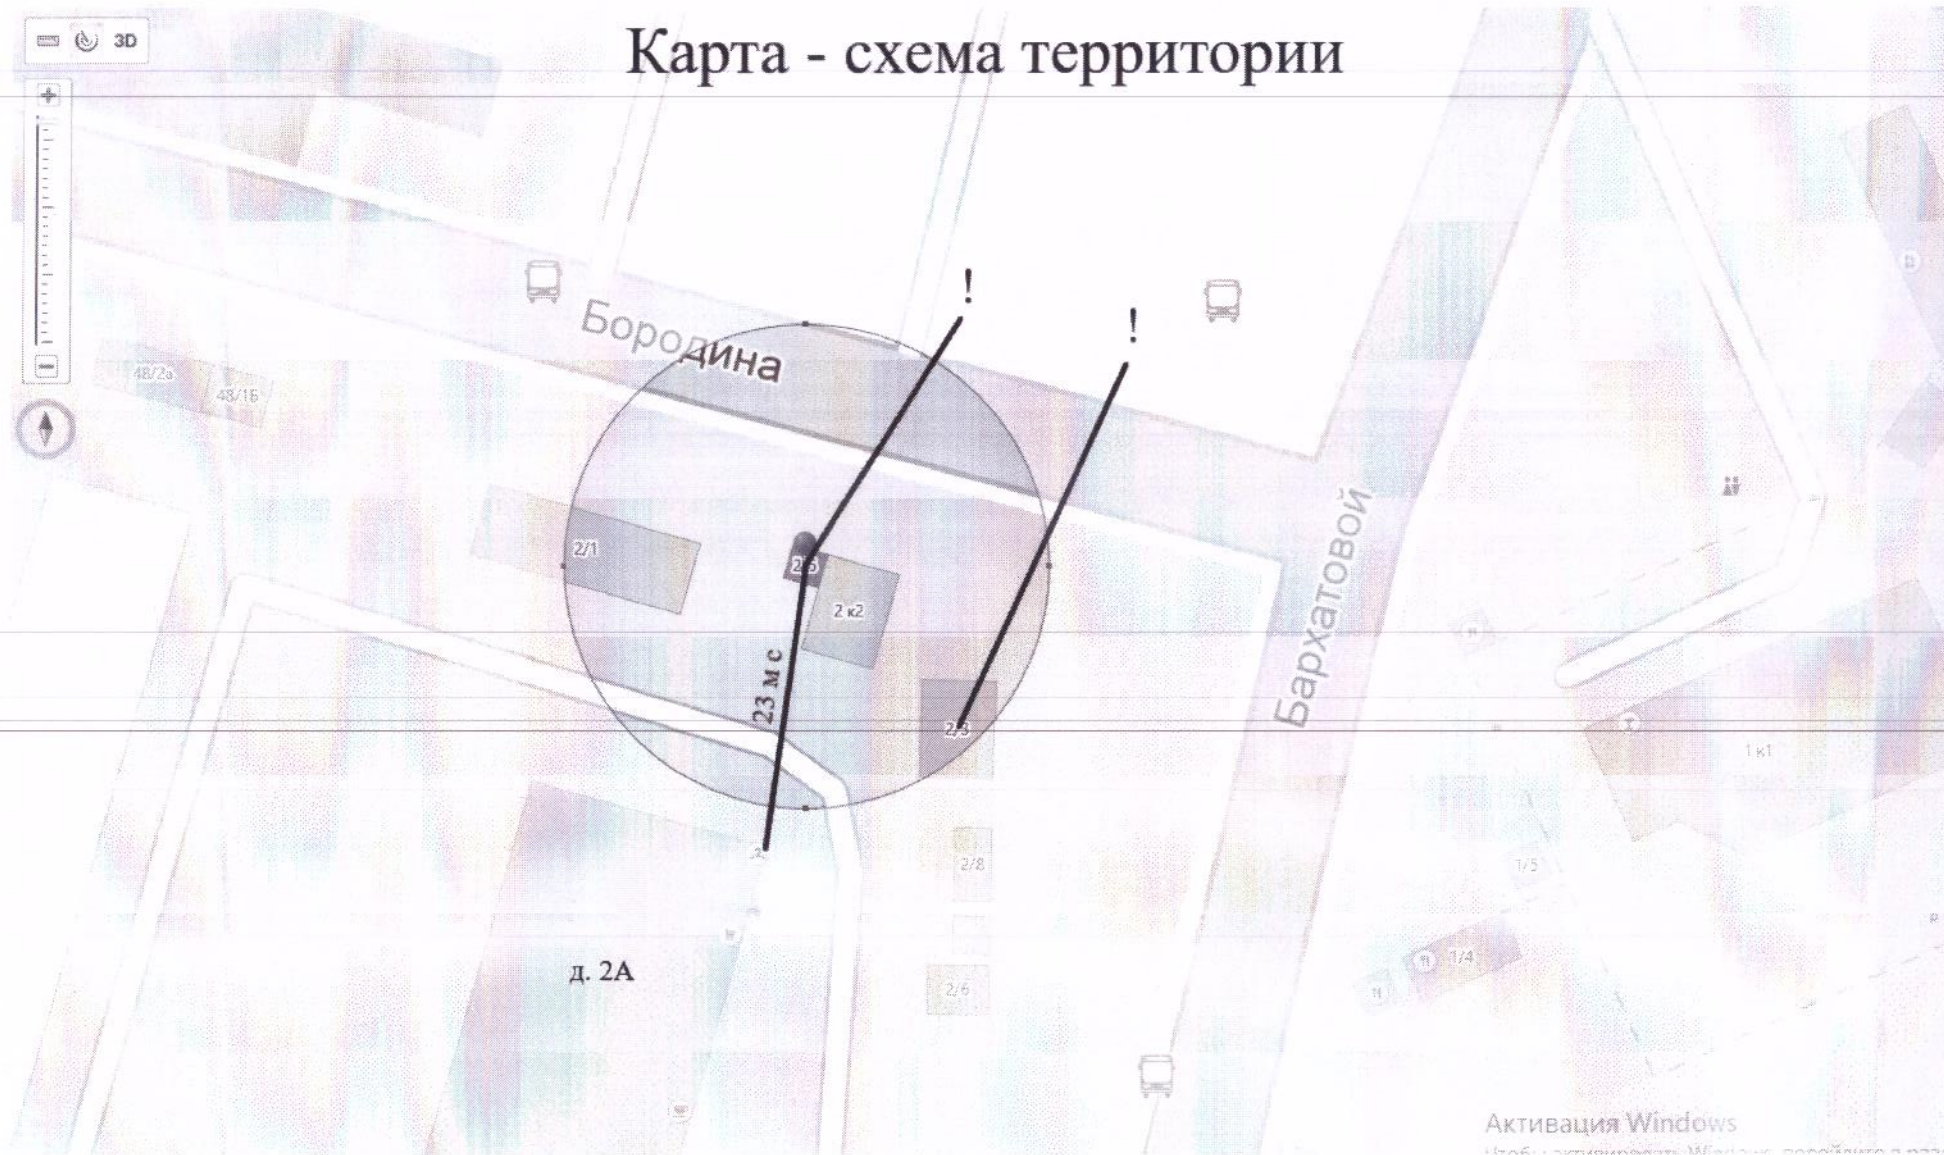 3D
Карта - схема территории
!
!
Бородина
48/2а
48/1Б
2/1
2/5
2 к2
23 м с
2/3
Бархатовой
1 к1
2/8
1/5
1/4
2/6
д. 2А
Активация Windows